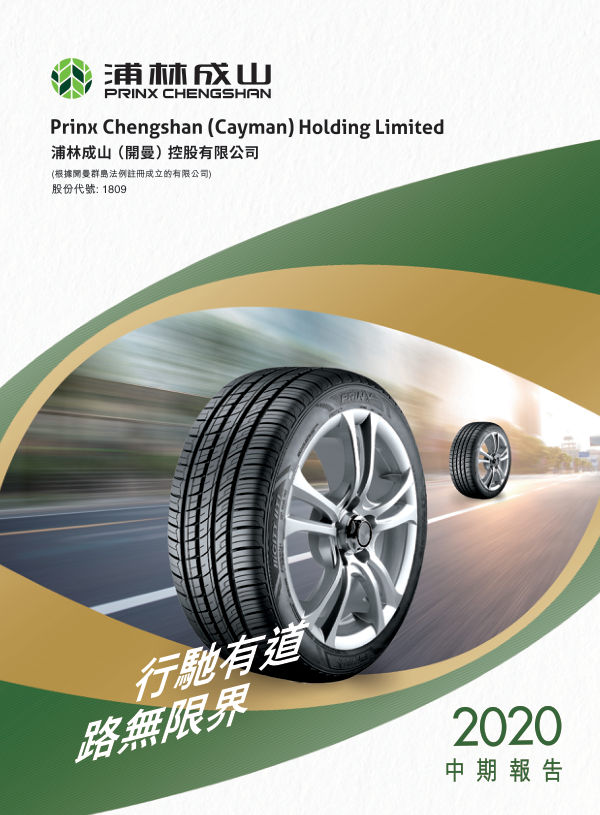 浦林成山
PRINX CHENGSHAN
Prinx Chengshan (Cayman) Holding Limited
浦林成山（開曼）控股有限公司
(根據開曼群島法例註冊成立的有限公司)
股份代號: 1809
PRINX
行馳有道
路無限界
2020
中期報告